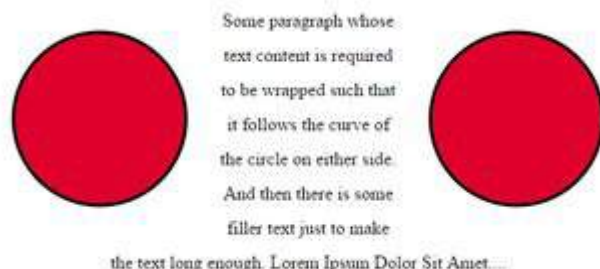 Some paragraph whose
text content is required
to be wrapped such that
it follows the curve of
the circle on either side.
And then there is some
filler text just to make
the text long enough. Lorem Ipsum Dolor Sit Amet....